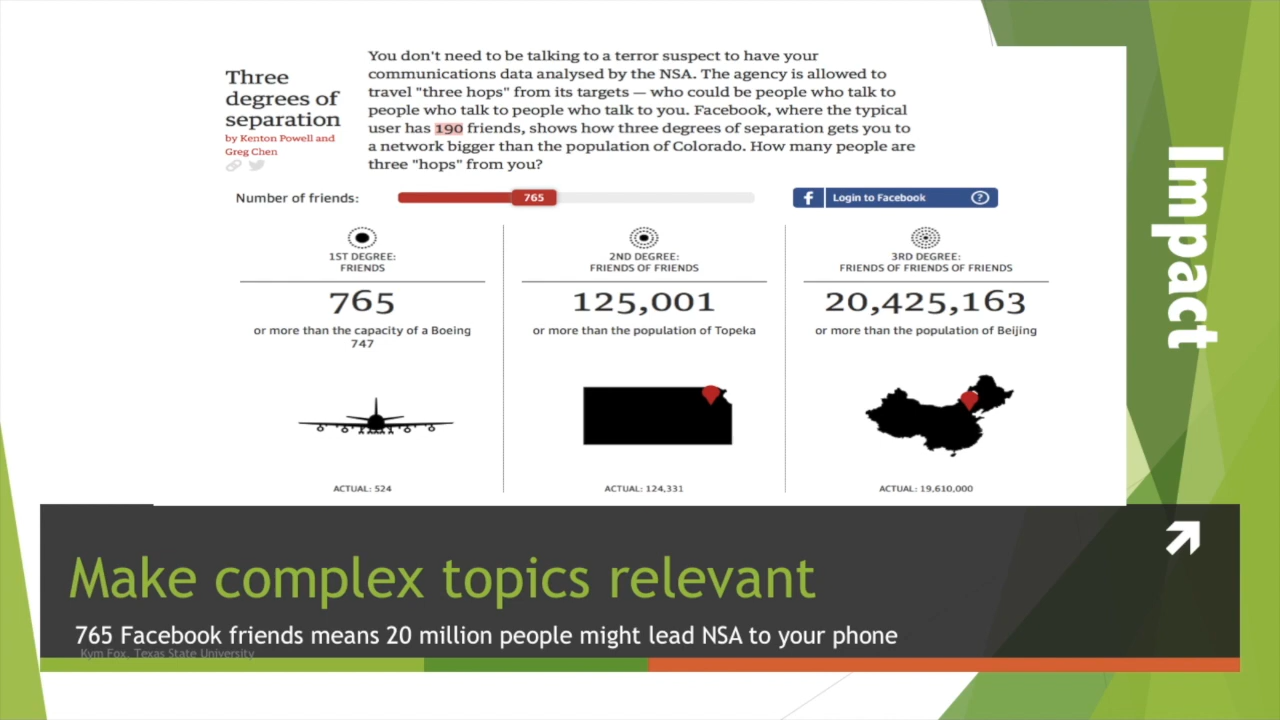 Three
degrees of
separation
by Kenton Powell and
Greg Chen
You don't need to be talking to a terror suspect to have your
communications data analysed by the NSA. The agency is allowed to
travel "three hops" from its targets — who could be people who talk to
people who talk to people who talk to you. Facebook, where the typical
user has 190 friends, shows how three degrees of separation gets you to
a network bigger than the population of Colorado. How many people are
three "hops" from you?
Number of friends:
765
f Login to Facebook ?
1ST DEGREE:
FRIENDS
765
or more than the capacity of a Boeing
747
ACTUAL: 524
2ND DEGREE:
FRIENDS OF FRIENDS
125,001
or more than the population of Topeka
ACTUAL: 124,331
3RD DEGREE:
FRIENDS OF FRIENDS OF FRIENDS
20,425,163
or more than the population of Beijing
ACTUAL: 19,610,000
Impact
Make complex topics relevant
765 Facebook friends means 20 million people might lead NSA to your phone
Kym Fox, Texas State University